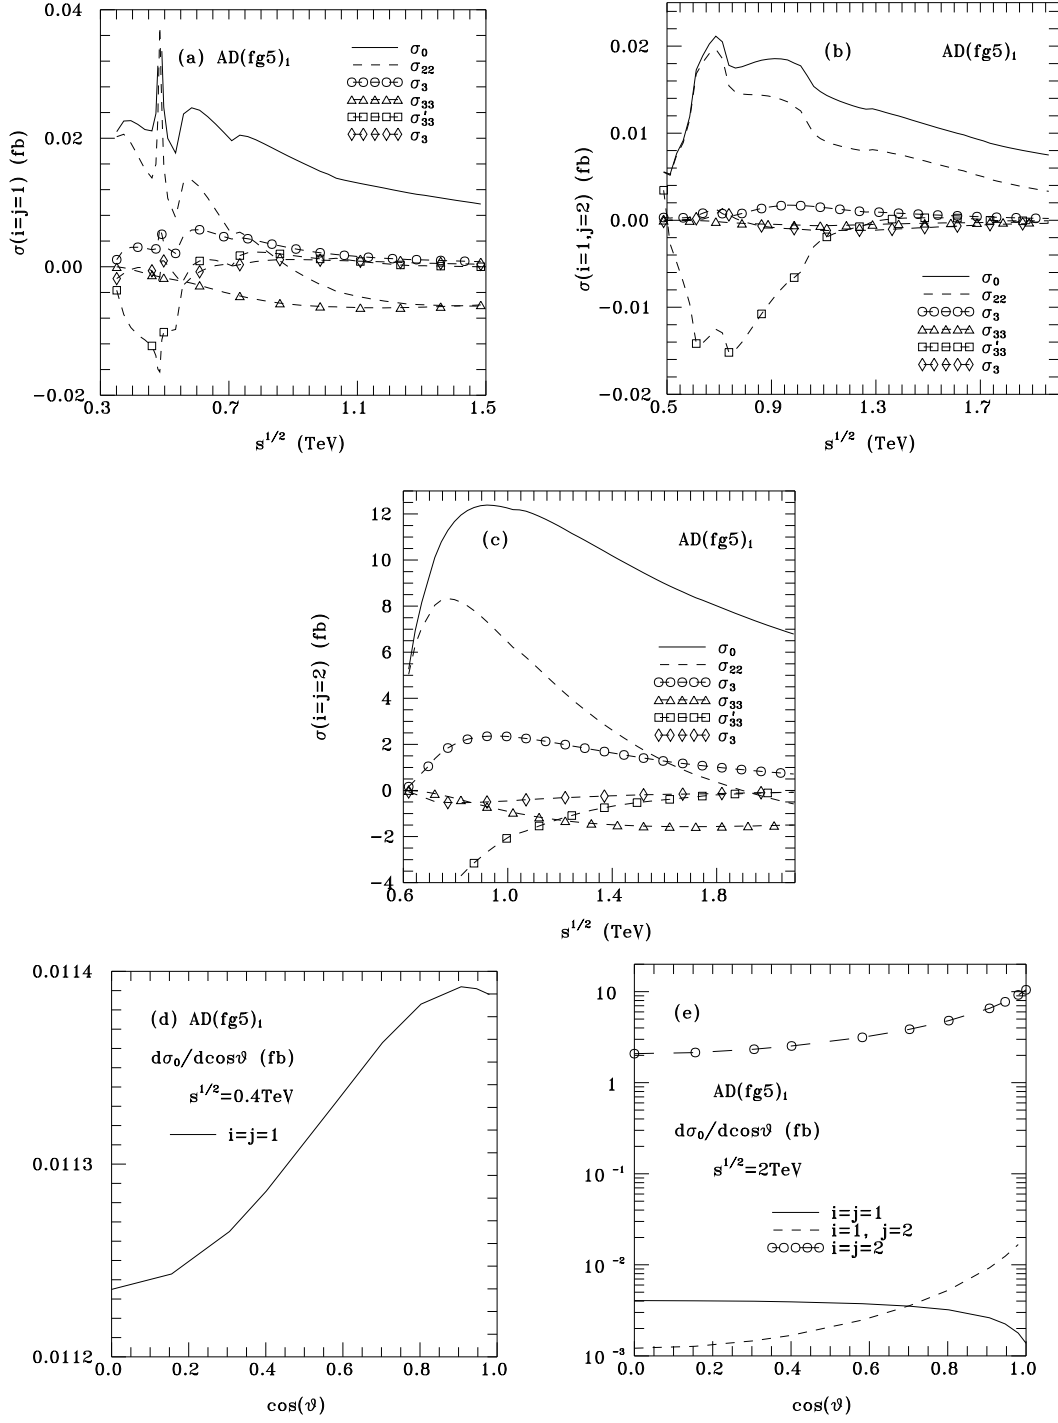 0.04
0.02
0.00
−0.02
0.3
0.7
1.1
1.5
σ(i=j=1) (fb)
s^{1/2} (TeV)
(a) AD(fg5)₁
σ₀
σ₂₂
σ₃
σ₃₃
σ₃₃'
σ₃
0.02
0.01
0.00
−0.01
−0.02
0.5
0.9
1.3
1.7
σ(i=1,j=2) (fb)
s^{1/2} (TeV)
(b) AD(fg5)₁
σ₀
σ₂₂
σ₃
σ₃₃
σ₃₃'
σ₃
12
10
8
6
4
2
0
−2
−4
0.6
1.0
1.4
1.8
σ(i=j=2) (fb)
s^{1/2} (TeV)
(c) AD(fg5)₁
σ₀
σ₂₂
σ₃
σ₃₃
σ₃₃'
σ₃
0.0114
0.0113
0.0112
0.0
0.2
0.4
0.6
0.8
1.0
cos(ϑ)
(d) AD(fg5)₁
dσ₀/dcosϑ (fb)
s^{1/2}=0.4TeV
i=j=1
10
1
10⁻¹
10⁻²
10⁻³
0.0
0.2
0.4
0.6
0.8
1.0
cos(ϑ)
(e)
AD(fg5)₁
dσ₀/dcosϑ (fb)
s^{1/2}=2TeV
i=j=1
i=1, j=2
i=j=2